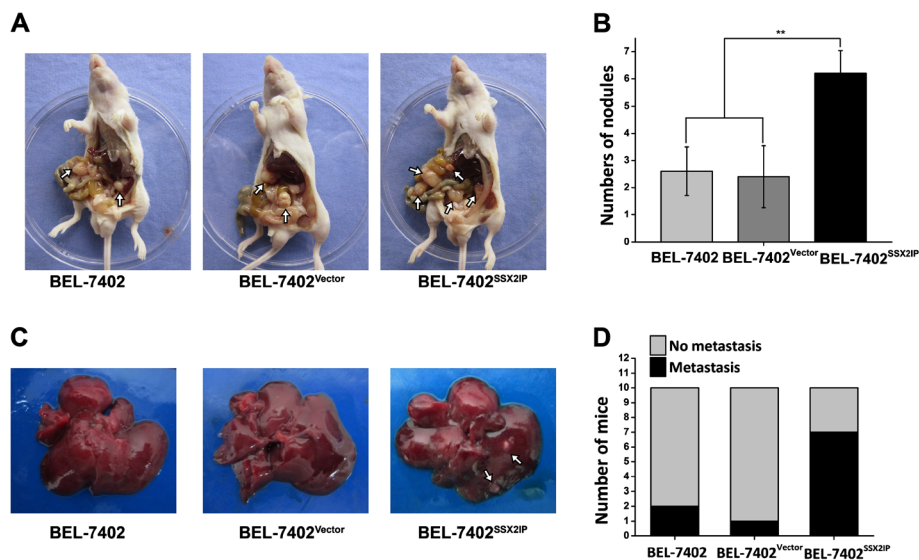 A
BEL-7402
BEL-7402Vector
BEL-7402SSX2IP
B
Numbers of nodules
7
6
5
4
3
2
1
0
**
BEL-7402
BEL-7402Vector
BEL-7402SSX2IP
C
BEL-7402
BEL-7402Vector
BEL-7402SSX2IP
D
No metastasis
Metastasis
Number of mice
12
11
10
9
8
7
6
5
4
3
2
1
BEL-7402
BEL-7402Vector
BEL-7402SSX2IP